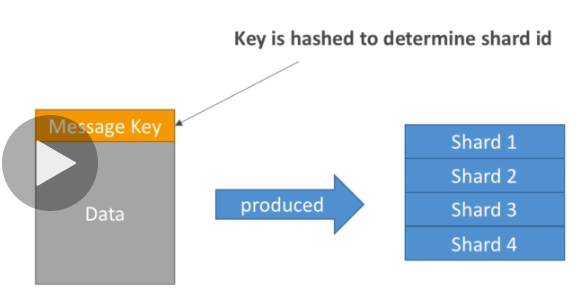 Key is hashed to determine shard id
Message Key
Data
produced
Shard 1
Shard 2
Shard 3
Shard 4